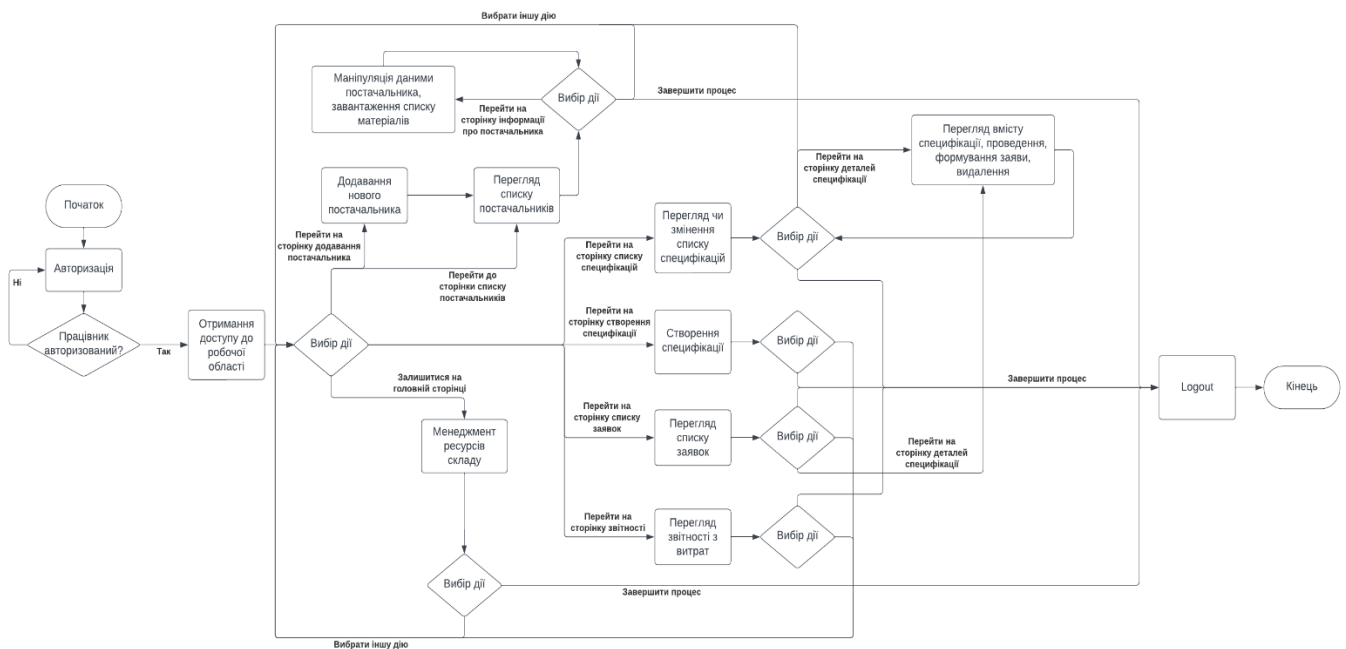 Вибрати іншу дію
Маніпуляція даними
постачальника,
завантаження списку
матеріалів
Вибір дії
Завершити процес
Перейти на
сторінку інформації
про постачальника
Перегляд вмісту
специфікації, проведення,
формування заяви,
видалення
Перейти на
сторінку деталей
специфікації
Додавання
нового
постачальника
Перегляд
списку
постачальників
Початок
Перейти на
сторінку додавання
постачальника
Перейти на
сторінку списку
специфікацій
Перегляд чи
змінення
списку
специфікацій
Вибір дії
Авторизація
Ні
Перейти до
сторінки списку
постачальників
Працівник
авторизований?
Так
Отримання
доступу до
робочої
області
Вибір дії
Перейти на
сторінку створення
специфікації
Створення
специфікації
Вибір дії
Залишитися на
головній сторінці
Завершити процес
Logout
Кінець
Менеджмент
ресурсів
складу
Перейти на
сторінку списку
заявок
Перегляд
списку
заявок
Вибір дії
Перейти на
сторінку деталей
специфікації
Перейти на
сторінку звітності
Перегляд
звітності з
витрат
Вибір дії
Вибір дії
Завершити процес
Вибрати іншу дію